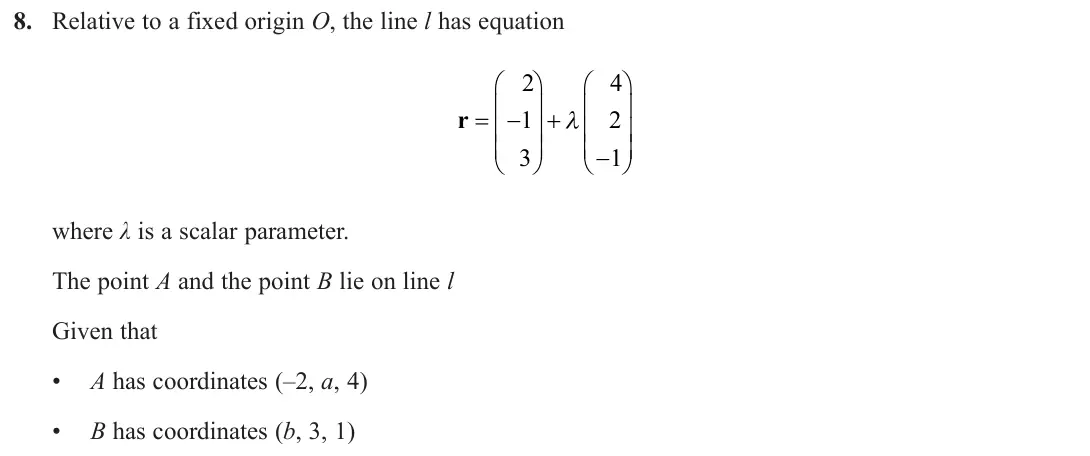 8. Relative to a fixed origin O, the line l has equation
r = (2 −1 3) + λ (4 2 −1)
where λ is a scalar parameter.
The point A and the point B lie on line l
Given that
• A has coordinates (–2, a, 4)
• B has coordinates (b, 3, 1)